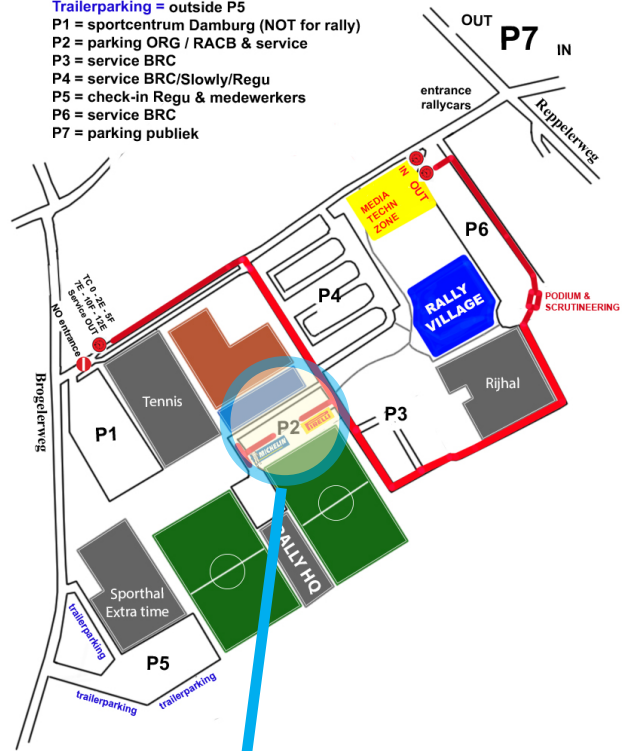 Trailerparking = outside P5
P1 = sportcentrum Damburg (NOT for rally)
P2 = parking ORG / RACB & service
P3 = service BRC
P4 = service BRC/Slowly/Regu
P5 = check-in Regu & medewerkers
P6 = service BRC
P7 = parking publiek
OUT
P7
IN
entrance
rallycars
Reppelerweg
IN
OUT
MEDIA
TECHN
ZONE
P6
TC 0 - 2E - 5F
7E - 10F - 12E
Service OUT
NO entrance
P4
RALLY
VILLAGE
PODIUM &
SCRUTINEERING
Brogelerweg
Tennis
Rijhal
P1
P2
P3
MICHELIN
PIRELLI
RALLY HQ
Sporthal
Extra time
trailerparking
P5
trailerparking
trailerparking